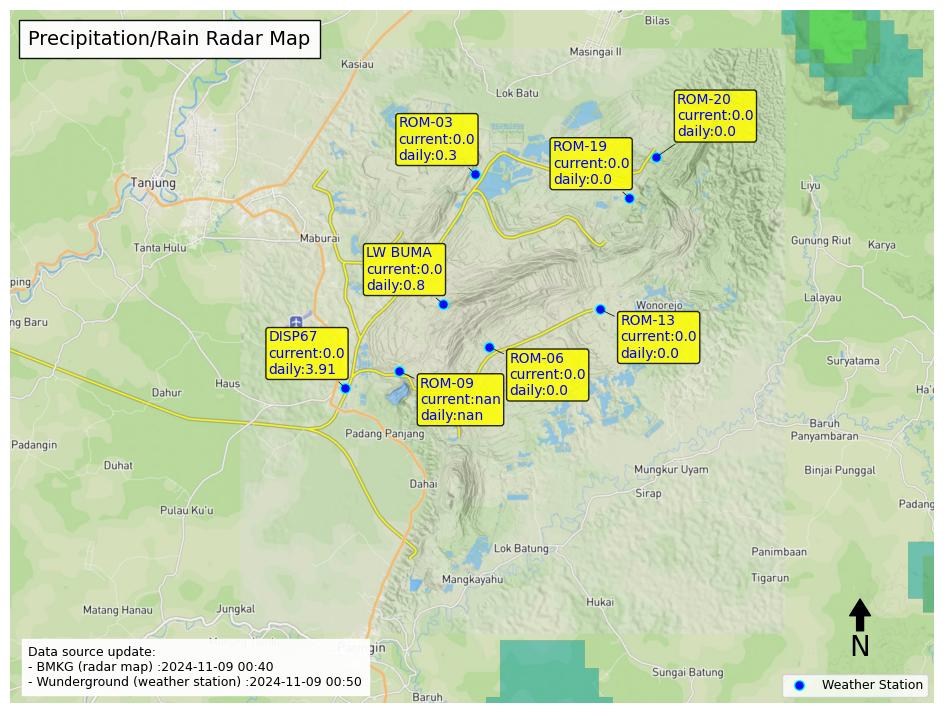 Precipitation/Rain Radar Map
Bilas
Masingai II
Kasiau
Lok Batu
ROM-20
current:0.0
daily:0.0
ROM-03
current:0.0
daily:0.3
ROM-19
current:0.0
daily:0.0
Tanjung
Liyu
Maburai
Tanta Hulu
Gunung Riut
Karya
LW BUMA
current:0.0
daily:0.8
ping
Lalayau
Wonorejo
ng Baru
ROM-13
current:0.0
daily:0.0
DISP67
current:0.0
daily:3.91
ROM-06
current:0.0
daily:0.0
Suryatama
Haus
Dahur
ROM-09
current:nan
daily:nan
Ha'o
Baruh
Panyambaran
Padang Panjang
Padangin
Duhat
Mungkur Uyam
Binjai Punggal
Dahai
Sirap
Padang
Pulau Ku'u
Lok Batung
Panimbaan
Mangkayahu
Tigarun
Hukai
Matang Hanau
Jungkal
N
Data source update:
- BMKG (radar map) :2024-11-09 00:40
- Wunderground (weather station) :2024-11-09 00:50
Sungai Batung
Baruh
Weather Station